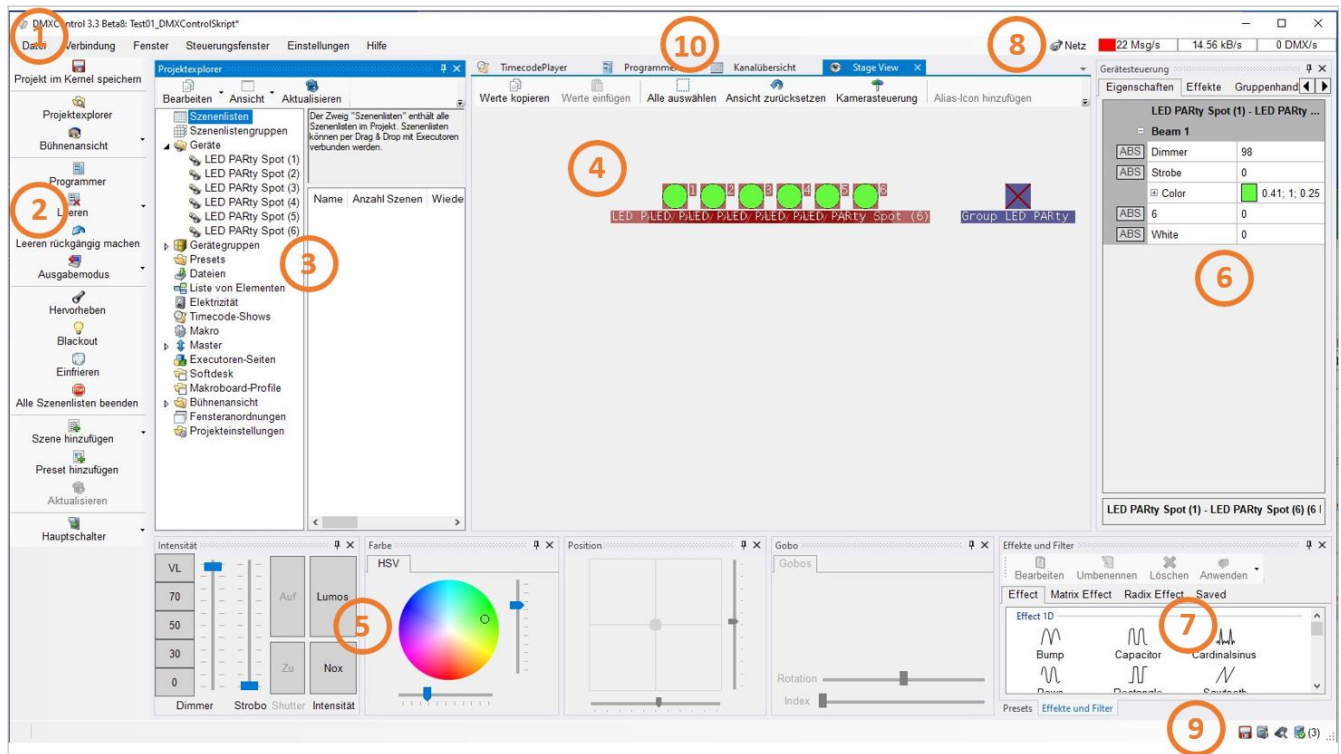 DMXControl 3.3 Beta8: Test01_DMXControlSkript*
1
Datei Verbindung Fenster Steuerungsfenster Einstellungen Hilfe
10
8
Netz
22 Msg/s 14.56 kB/s 0 DMX/s
Projekt im Kernel speichern
Projektexplorer
Bühnenansicht
Programmer
2
Leeren
Leeren rückgängig machen
Ausgabemodus
Hervorheben
Blackout
Einfrieren
Alle Szenenlisten beenden
Szene hinzufügen
Preset hinzufügen
Aktualisieren
Hauptschalter
Projektexplorer
Bearbeiten Ansicht Aktualisieren
Szenenlisten
Szenenlistengruppen
Geräte
LED PARty Spot (1)
LED PARty Spot (2)
LED PARty Spot (3)
LED PARty Spot (4)
LED PARty Spot (5)
LED PARty Spot (6)
Gerätegruppen
Presets
Dateien
Liste von Elementen
Elektrizität
Timecode-Shows
Makro
Master
Executoren-Seiten
Softdesk
Makroboard-Profile
Bühnenansicht
Fensteranordnungen
Projekteinstellungen
3
Der Zweig "Szenenlisten" enthält alle
Szenenlisten im Projekt. Szenenlisten
können per Drag & Drop mit Executoren
verbunden werden.
Name Anzahl Szenen Wiede
TimecodePlayer Programmer Kanalübersicht Stage View
Werte kopieren Werte einfügen Alle auswählen Ansicht zurücksetzen Kamerasteuerung Alias-Icon hinzufügen
4
1 2 3 4 5 6
LED PALED PALED PALED PALED PALED PARty Spot (6)
Group LED PARty
Gerätesteuerung
Eigenschaften Effekte Gruppenhand
LED PARty Spot (1) - LED PARty ...
Beam 1
ABS Dimmer 98
ABS Strobe 0
Color 0.41; 1; 0.25
ABS 6 0
ABS White 0
6
LED PARty Spot (1) - LED PARty Spot (6) (6
Intensität
VL
70
50
30
0
Auf
Zu
Lumos
Nox
Dimmer Strobo Shutter Intensität
Farbe
HSV
5
Position
Gobo
Gobos
Rotation
Index
Effekte und Filter
Bearbeiten Umbenennen Löschen Anwenden
Effect Matrix Effect Radix Effect Saved
Effect 1D
7
Bump Capacitor Cardinalsinus
Rectangle Sawtooth
Presets Effekte und Filter
9
(3)